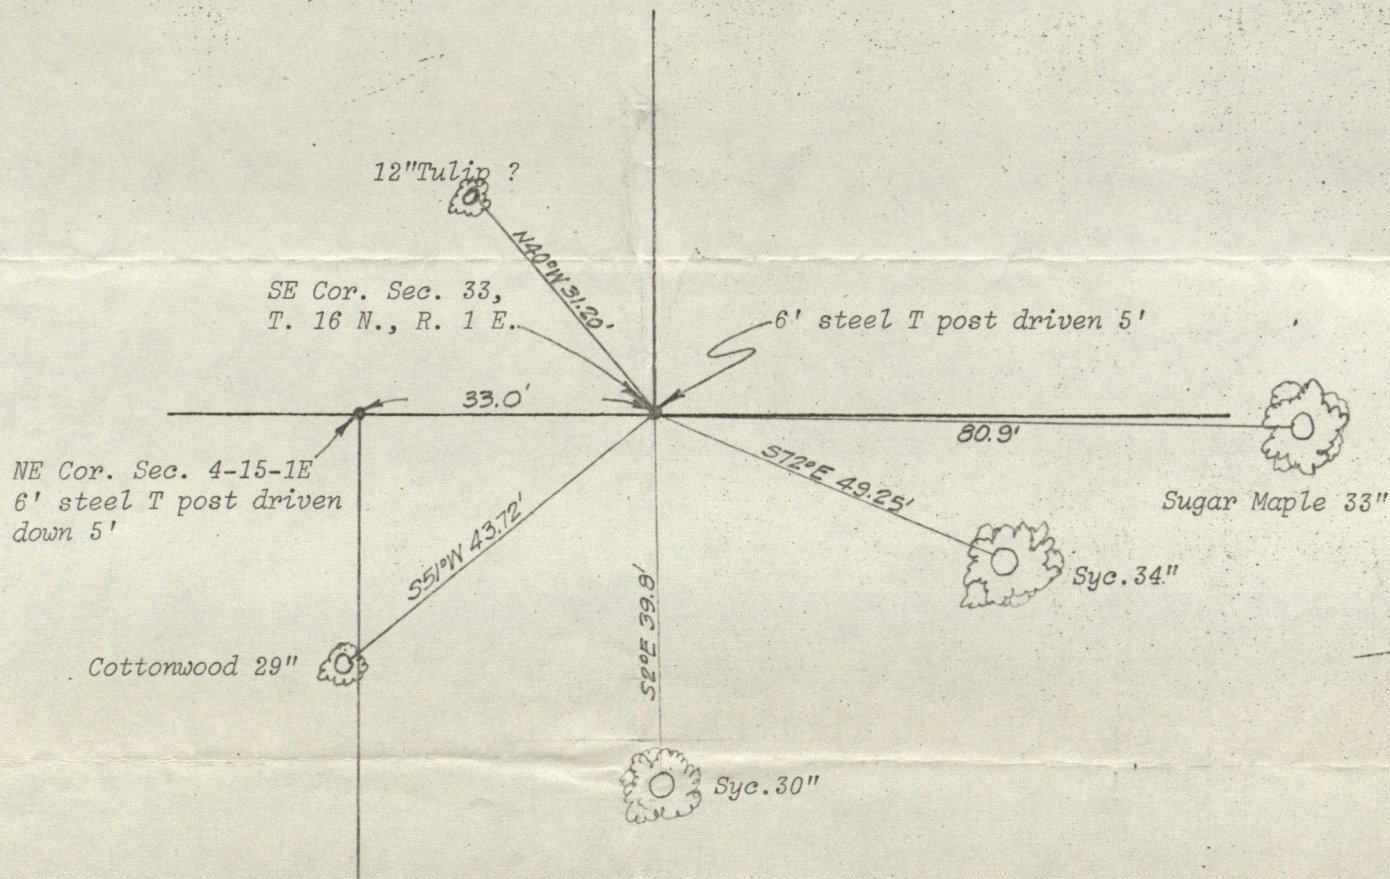 12"Tulip ?
N40°W 31.20'
SE Cor. Sec. 33,
T. 16 N., R. 1 E.
6' steel T post driven 5'
33.0'
80.9'
NE Cor. Sec. 4-15-1E
6' steel T post driven
down 5'
S72°E 49.25'
Sugar Maple 33"
S51°W 43.72'
S2°E 39.8'
Syc.34"
Cottonwood 29"
Syc.30"